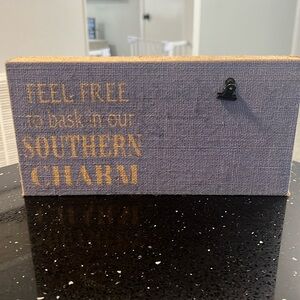 FEEL FREE
to bask in our
SOUTHERN
CHARM